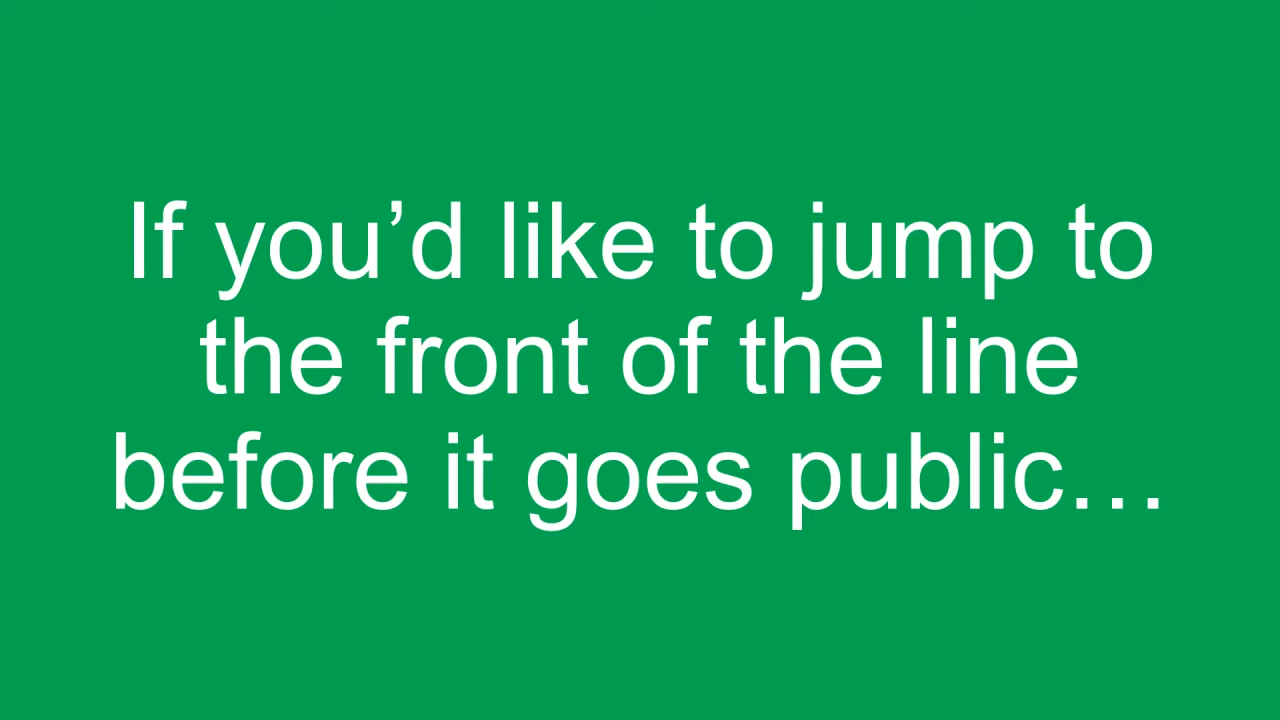 If you’d like to jump to
the front of the line
before it goes public…